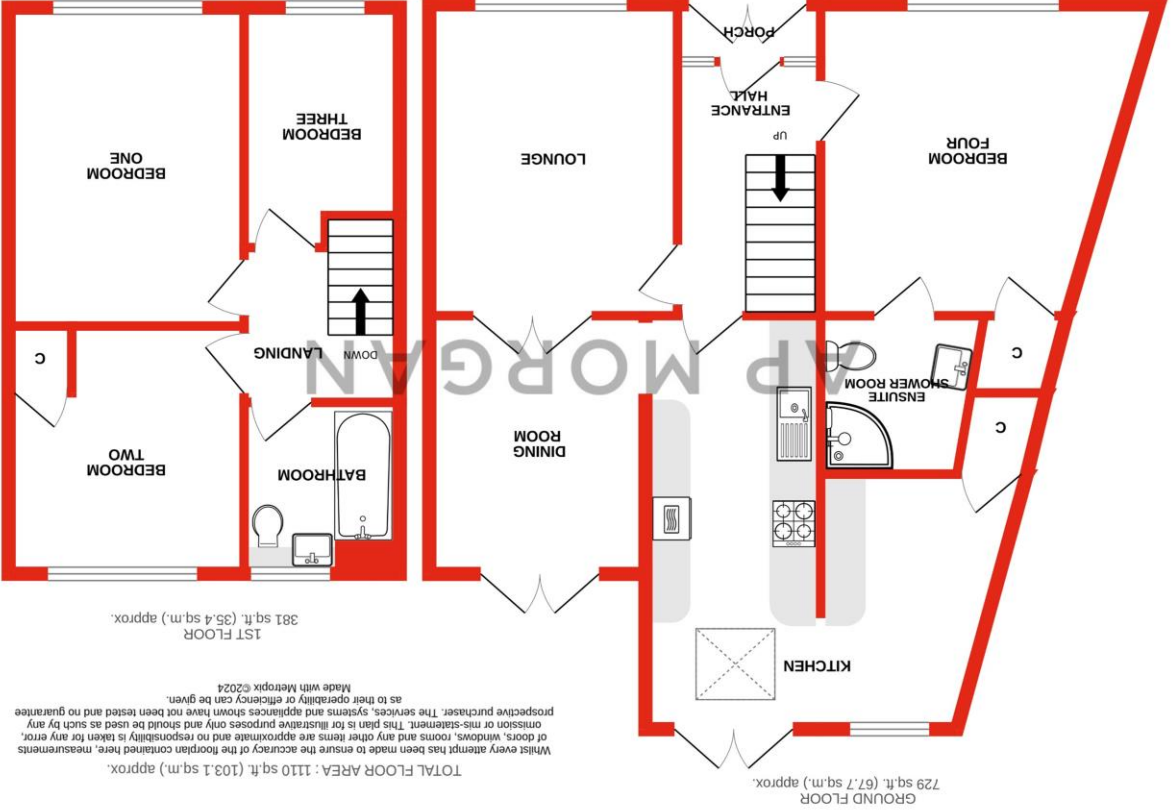 GROUND FLOOR
729 sq.ft. (67.7 sq.m.) approx.
1ST FLOOR
381 sq.ft. (35.4 sq.m.) approx.
KITCHEN
DINING
ROOM
LOUNGE
ENSUITE
SHOWER ROOM
C
C
BEDROOM
FOUR
ENTRANCE
HALL
UP
PORCH
BATHROOM
BEDROOM
TWO
C
LANDING
DOWN
BEDROOM
ONE
BEDROOM
THREE
AP MORGAN
TOTAL FLOOR AREA : 1110 sq.ft. (103.1 sq.m.) approx.
Whilst every attempt has been made to ensure the accuracy of the floorplan contained here, measurements
of doors, windows, rooms and any other items are approximate and no responsibility is taken for any error,
omission or mis-statement. This plan is for illustrative purposes only and should be used as such by any
prospective purchaser. The services, systems and appliances shown have not been tested and no guarantee
as to their operability or efficiency can be given.
Made with Metropix ©2024